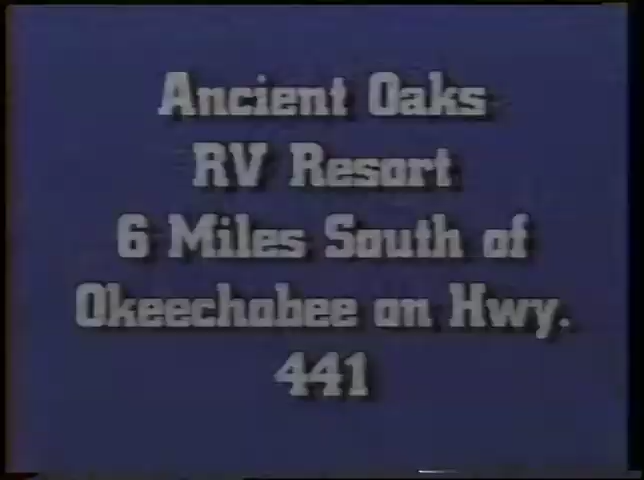 Ancient Oaks
RV Resort
6 Miles South of
Okeechobee on Hwy.
441